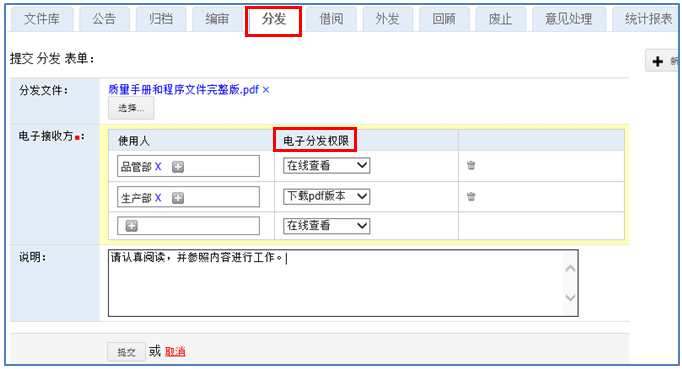 文件库 公告 归档 编审 分发 借阅 外发 回顾 废止 意见处理 统计报表
提交 分发 表单：
分发文件： 质量手册和程序文件完整版.pdf ×
选择...
电子接收方■： 使用人 电子分发权限
品管部 X 在线查看
生产部 X 下载pdf版本
在线查看
说明： 请认真阅读，并参照内容进行工作。
提交 或 取消